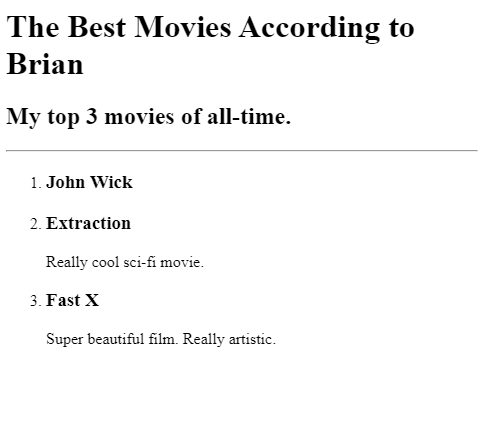 The Best Movies According to
Brian
My top 3 movies of all-time.
1. John Wick
2. Extraction
Really cool sci-fi movie.
3. Fast X
Super beautiful film. Really artistic.